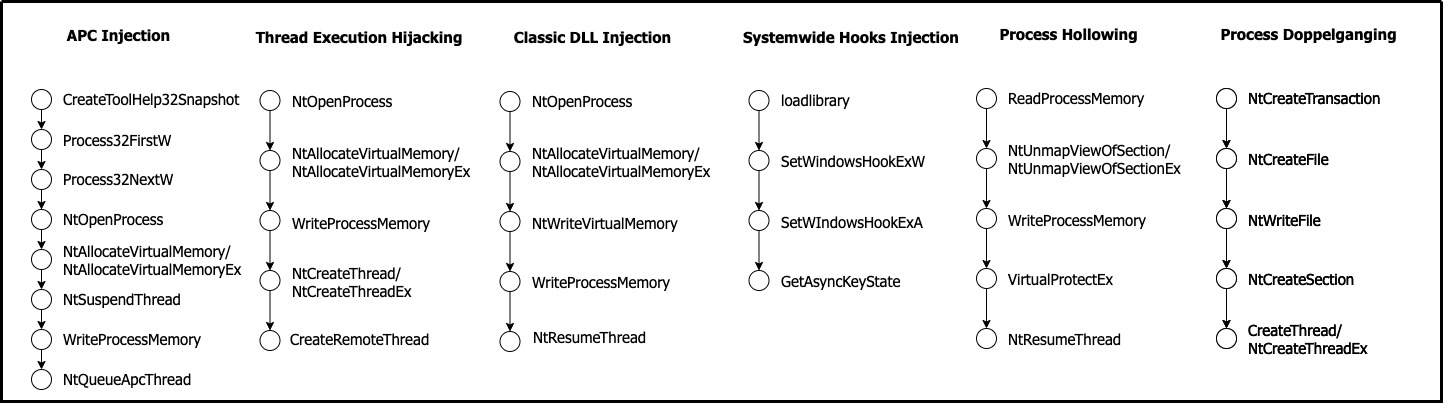 APC Injection
CreateToolHelp32Snapshot
Process32FirstW
Process32NextW
NtOpenProcess
NtAllocateVirtualMemory/
NtAllocateVirtualMemoryEx
NtSuspendThread
WriteProcessMemory
NtQueueApcThread
Thread Execution Hijacking
NtOpenProcess
NtAllocateVirtualMemory/
NtAllocateVirtualMemoryEx
WriteProcessMemory
NtCreateThread/
NtCreateThreadEx
CreateRemoteThread
Classic DLL Injection
NtOpenProcess
NtAllocateVirtualMemory/
NtAllocateVirtualMemoryEx
NtWriteVirtualMemory
WriteProcessMemory
NtResumeThread
Systemwide Hooks Injection
loadlibrary
SetWindowsHookExW
SetWIndowsHookExA
GetAsyncKeyState
Process Hollowing
ReadProcessMemory
NtUnmapViewOfSection/
NtUnmapViewOfSectionEx
WriteProcessMemory
VirtualProtectEx
NtResumeThread
Process Doppelganging
NtCreateTransaction
NtCreateFile
NtWriteFile
NtCreateSection
CreateThread/
NtCreateThreadEx